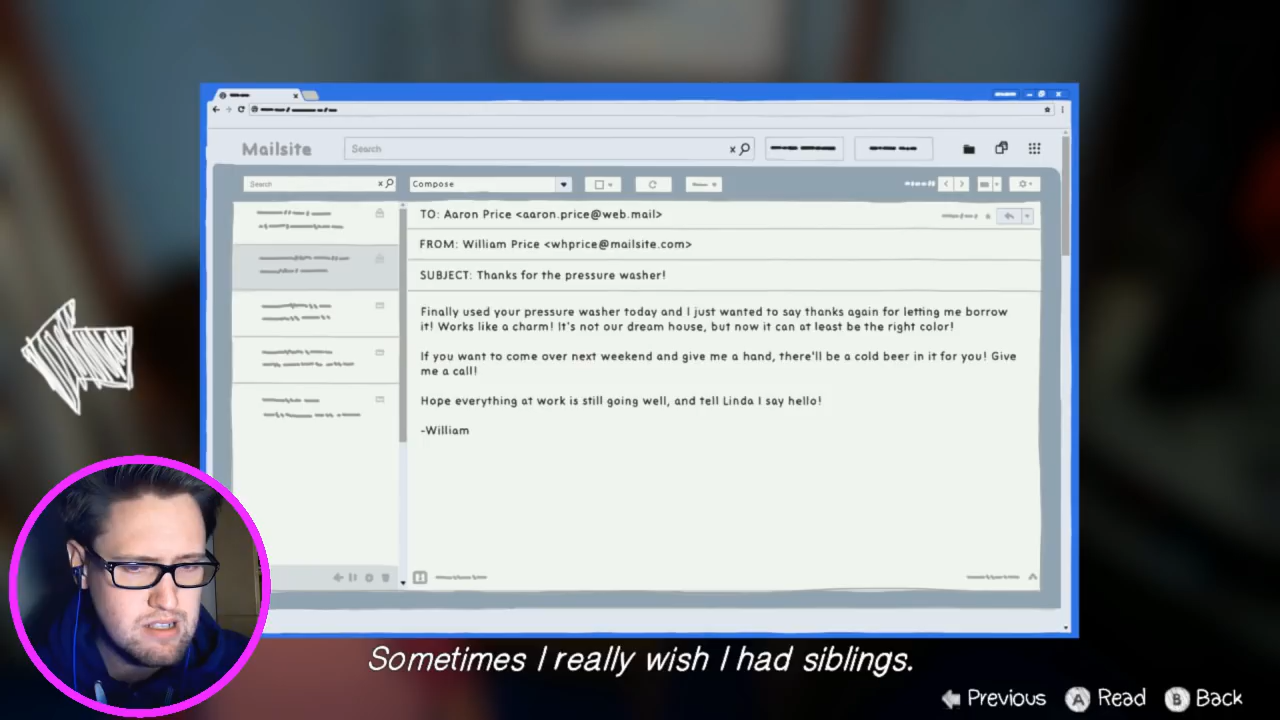 Mailsite
Search
x
Search
x
Compose
TO: Aaron Price <aaron.price@web.mail>
FROM: William Price <whprice@mailsite.com>
SUBJECT: Thanks for the pressure washer!
Finally used your pressure washer today and I just wanted to say thanks again for letting me borrow
it! Works like a charm! It's not our dream house, but now it can at least be the right color!
If you want to come over next weekend and give me a hand, there'll be a cold beer in it for you! Give
me a call!
Hope everything at work is still going well, and tell Linda I say hello!
-William
Sometimes I really wish I had siblings.
Previous A Read B Back